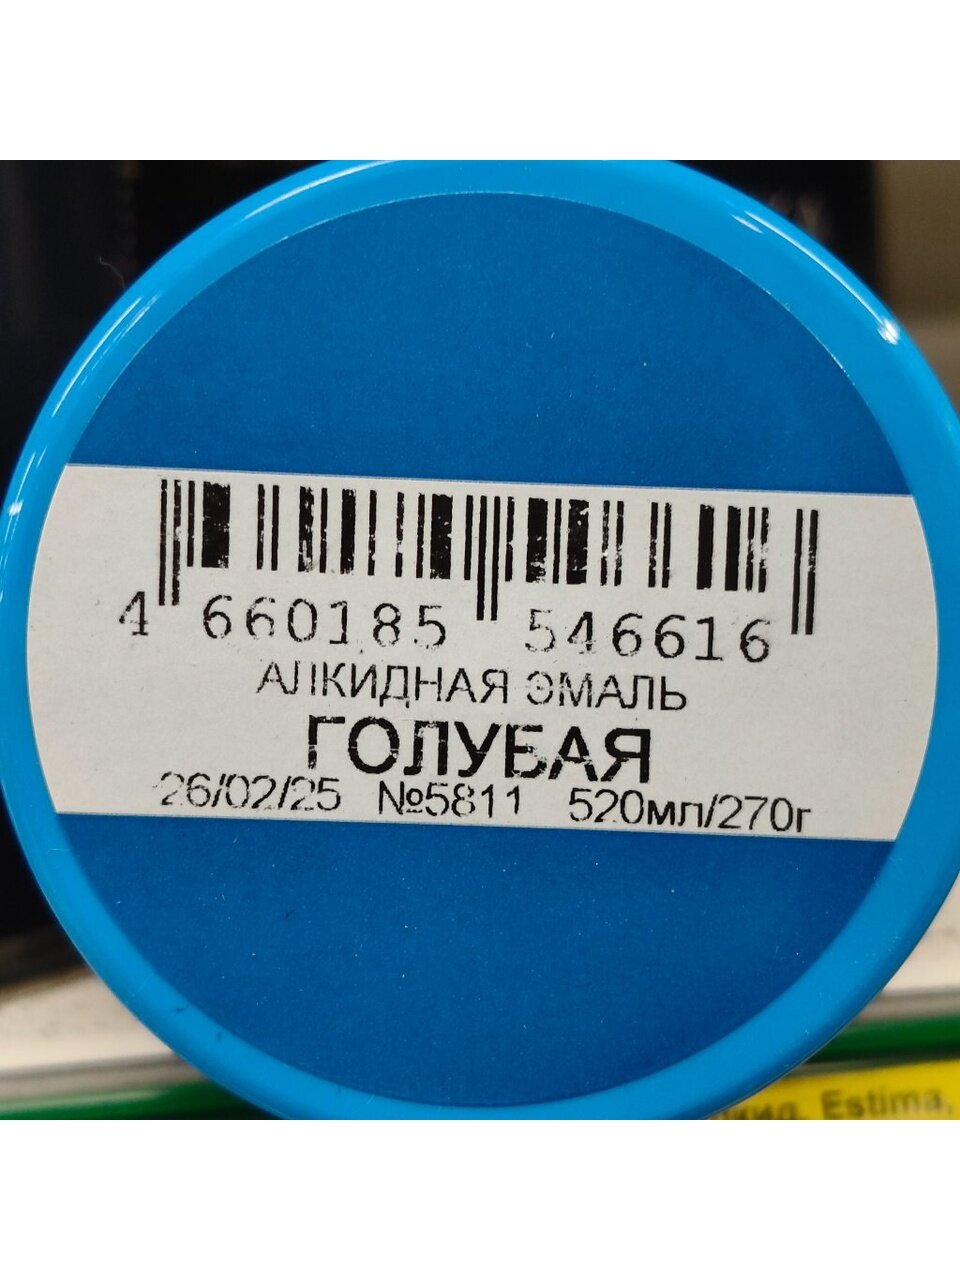 4 660185 546616
АЛКИДНАЯ ЭМАЛЬ
ГОЛУБАЯ
26/02/25 №5811 520мл/270г
Estima,